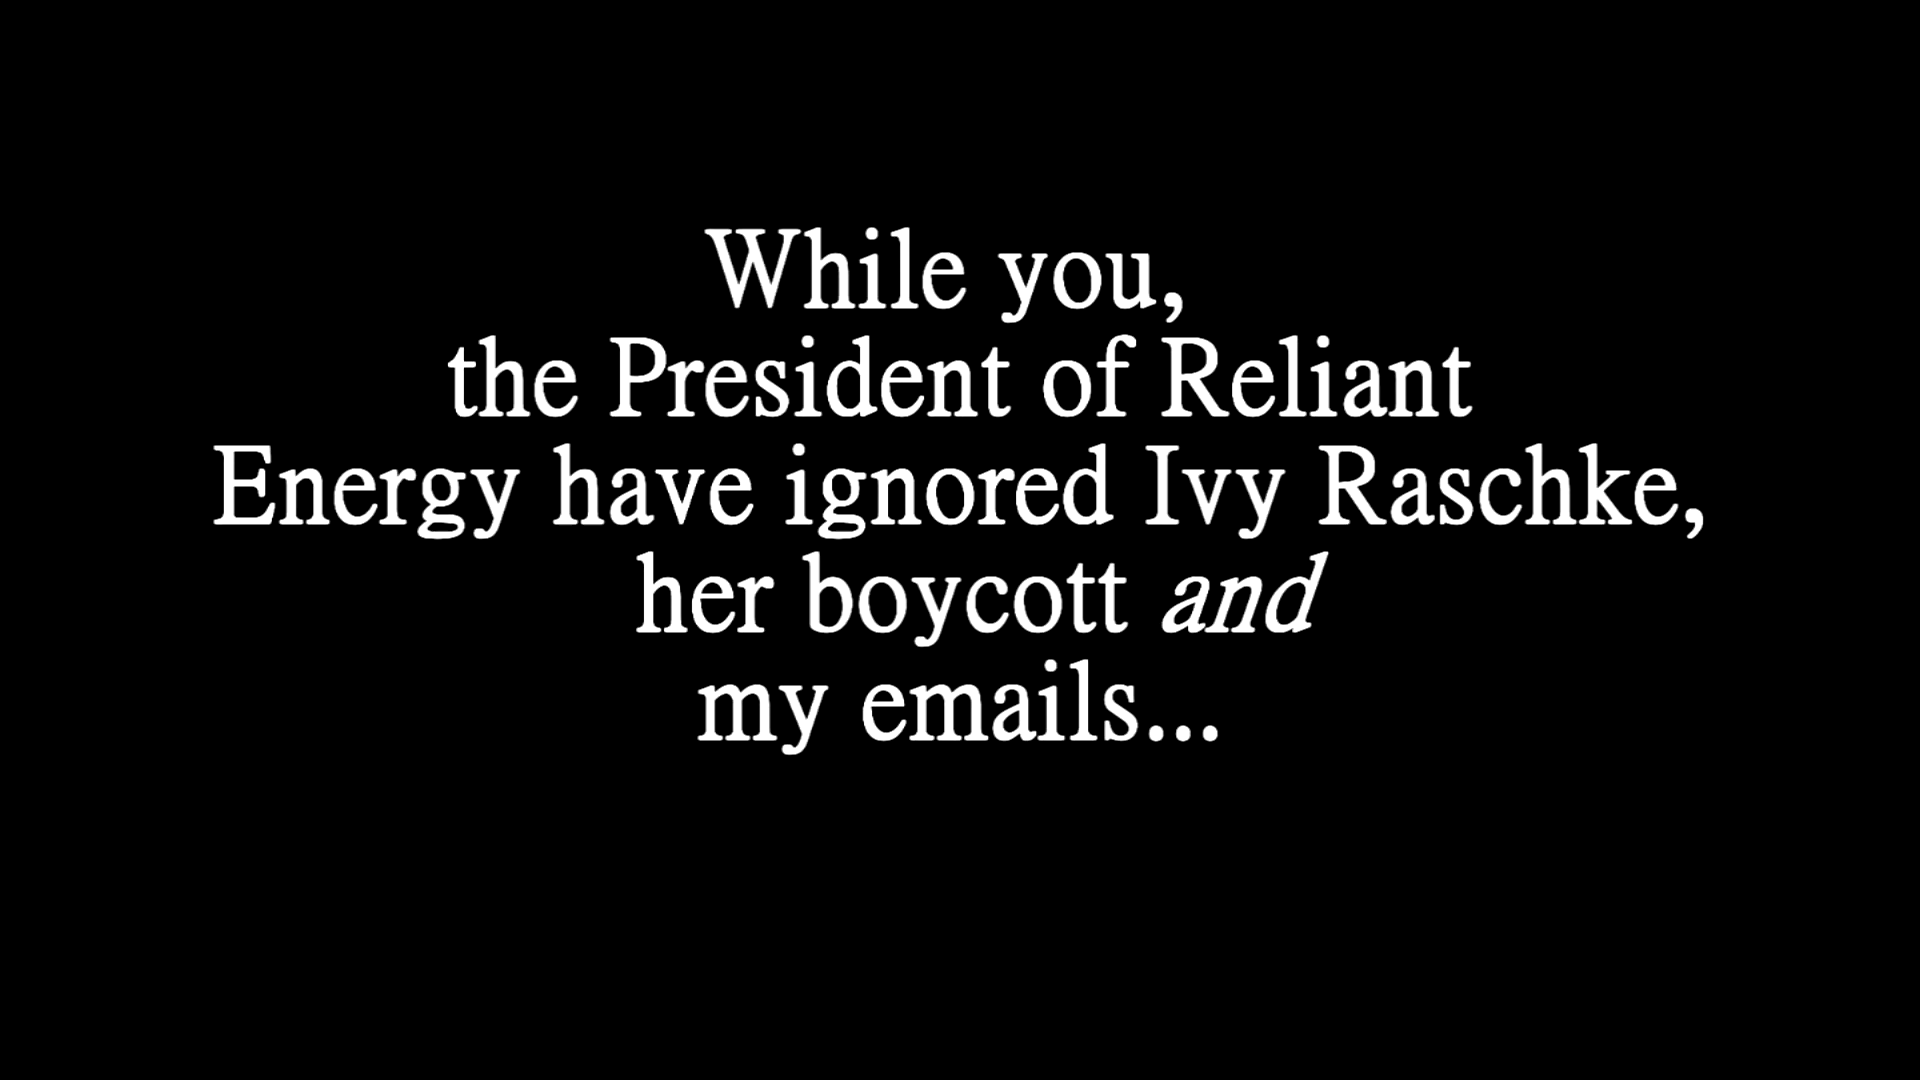 While you,
the President of Reliant
Energy have ignored Ivy Raschke,
her boycott and
my emails...